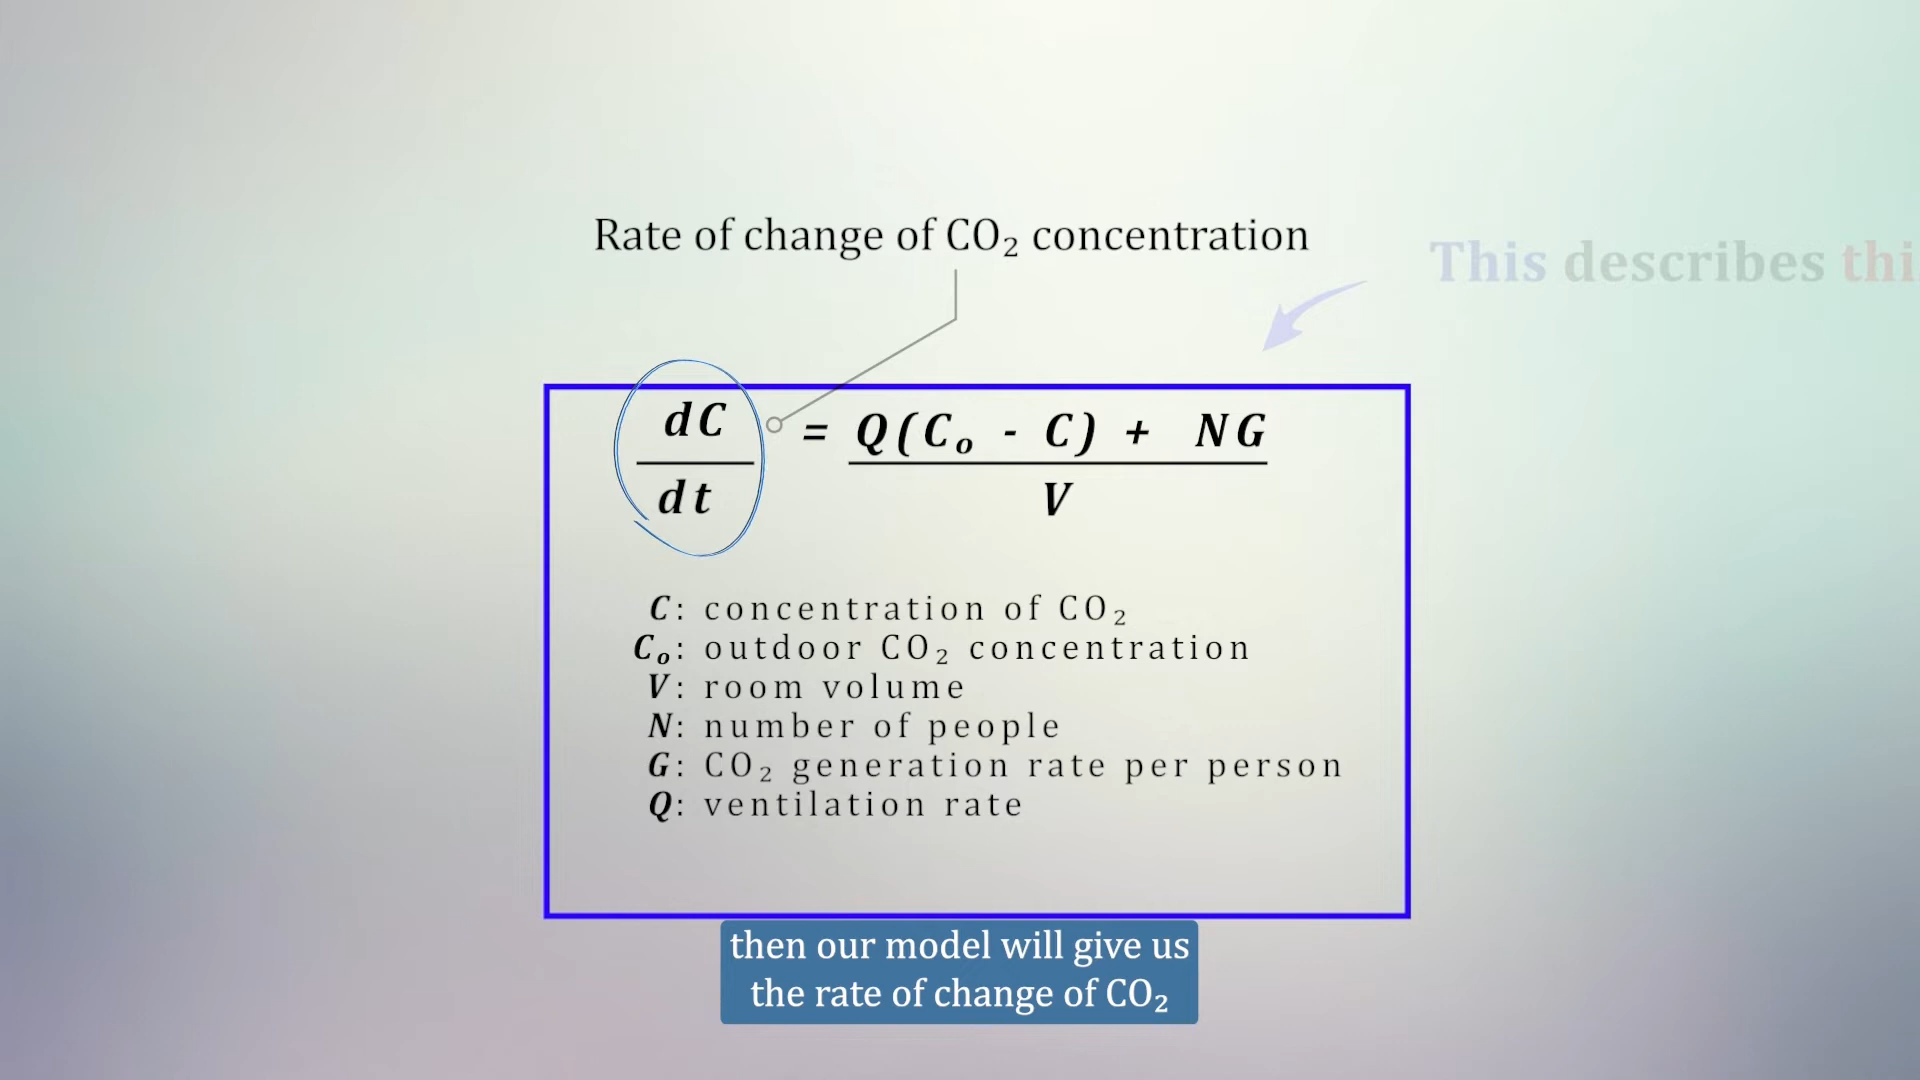 Rate of change of CO₂ concentration
This describes
dC
dt
= Q(Cₒ - C) + NG
V
C: concentration of CO₂
Cₒ: outdoor CO₂ concentration
V: room volume
N: number of people
G: CO₂ generation rate per person
Q: ventilation rate
then our model will give us
the rate of change of CO₂